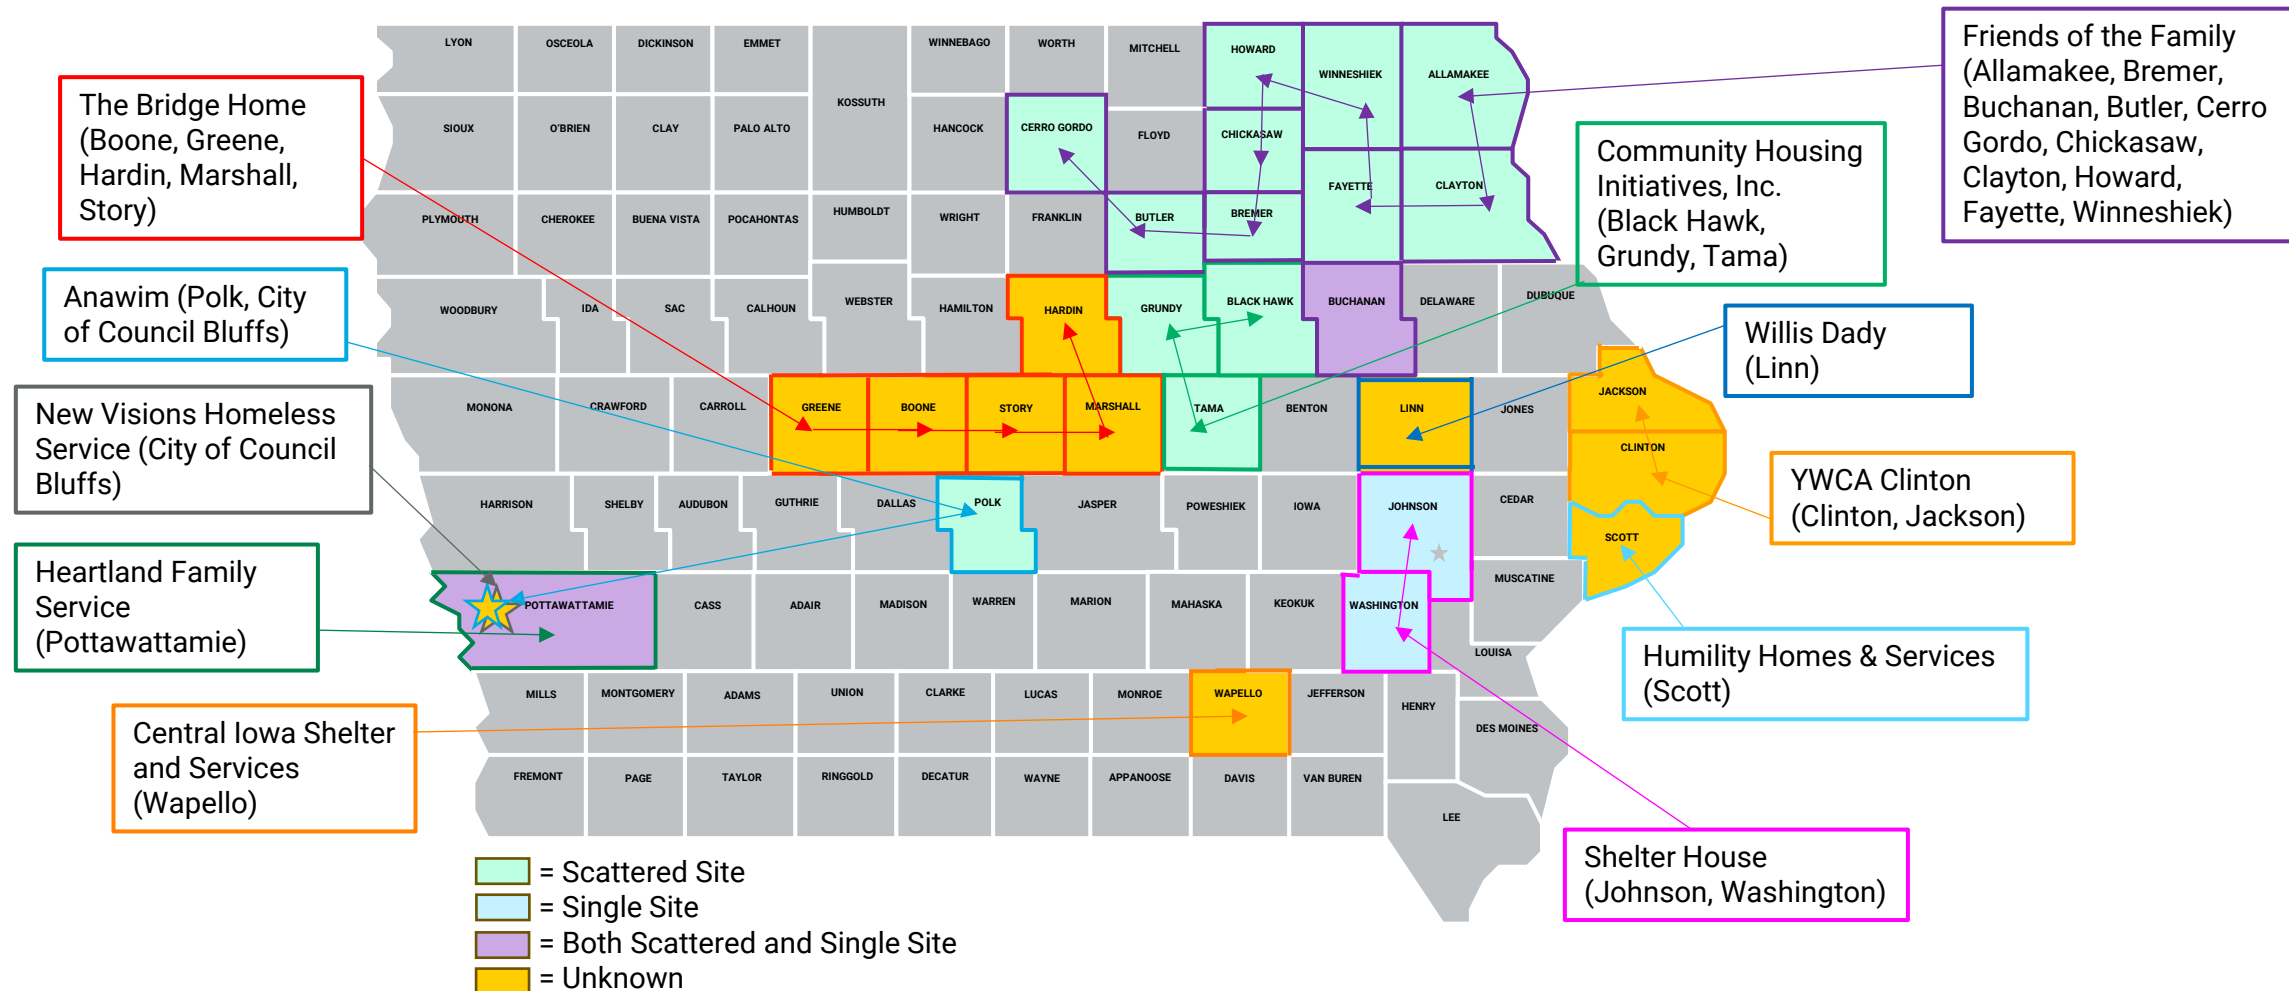 The Bridge Home
(Boone, Greene,
Hardin, Marshall,
Story)
Anawim (Polk, City
of Council Bluffs)
New Visions Homeless
Service (City of Council
Bluffs)
Heartland Family
Service
(Pottawattamie)
Central Iowa Shelter
and Services
(Wapello)
Friends of the Family
(Allamakee, Bremer,
Buchanan, Butler, Cerro
Gordo, Chickasaw,
Clayton, Howard,
Fayette, Winneshiek)
Community Housing
Initiatives, Inc.
(Black Hawk,
Grundy, Tama)
Willis Dady
(Linn)
YWCA Clinton
(Clinton, Jackson)
Humility Homes & Services
(Scott)
Shelter House
(Johnson, Washington)
LYON
OSCEOLA
DICKINSON
EMMET
KOSSUTH
WINNEBAGO
WORTH
MITCHELL
HOWARD
WINNESHIEK
ALLAMAKEE
SIOUX
O'BRIEN
CLAY
PALO ALTO
HANCOCK
CERRO GORDO
FLOYD
CHICKASAW
PLYMOUTH
CHEROKEE
BUENA VISTA
POCAHONTAS
HUMBOLDT
WRIGHT
FRANKLIN
BUTLER
BREMER
FAYETTE
CLAYTON
WOODBURY
IDA
SAC
CALHOUN
WEBSTER
HAMILTON
HARDIN
GRUNDY
BLACK HAWK
BUCHANAN
DELAWARE
DUBUQUE
MONONA
CRAWFORD
CARROLL
GREENE
BOONE
STORY
MARSHALL
TAMA
BENTON
LINN
JONES
JACKSON
CLINTON
HARRISON
SHELBY
AUDUBON
GUTHRIE
DALLAS
POLK
JASPER
POWESHIEK
IOWA
JOHNSON
CEDAR
SCOTT
MUSCATINE
POTTAWATTAMIE
CASS
ADAIR
MADISON
WARREN
MARION
MAHASKA
KEOKUK
WASHINGTON
LOUISA
MILLS
MONTGOMERY
ADAMS
UNION
CLARKE
LUCAS
MONROE
WAPELLO
JEFFERSON
HENRY
DES MOINES
FREMONT
PAGE
TAYLOR
RINGGOLD
DECATUR
WAYNE
APPANOOSE
DAVIS
VAN BUREN
LEE
= Scattered Site
= Single Site
= Both Scattered and Single Site
= Unknown